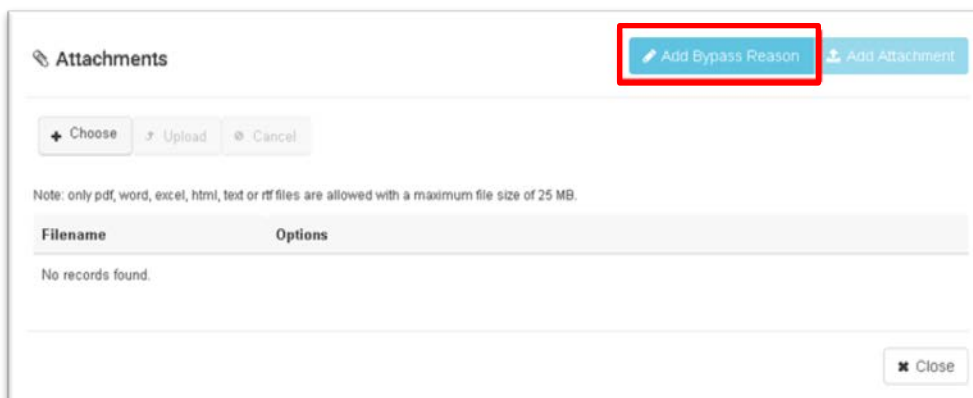 Attachments
Add Bypass Reason
Add Attachment
Choose
Upload
Cancel
Note: only pdf, word, excel, html, text or rtf files are allowed with a maximum file size of 25 MB.
Filename Options
No records found.
Close